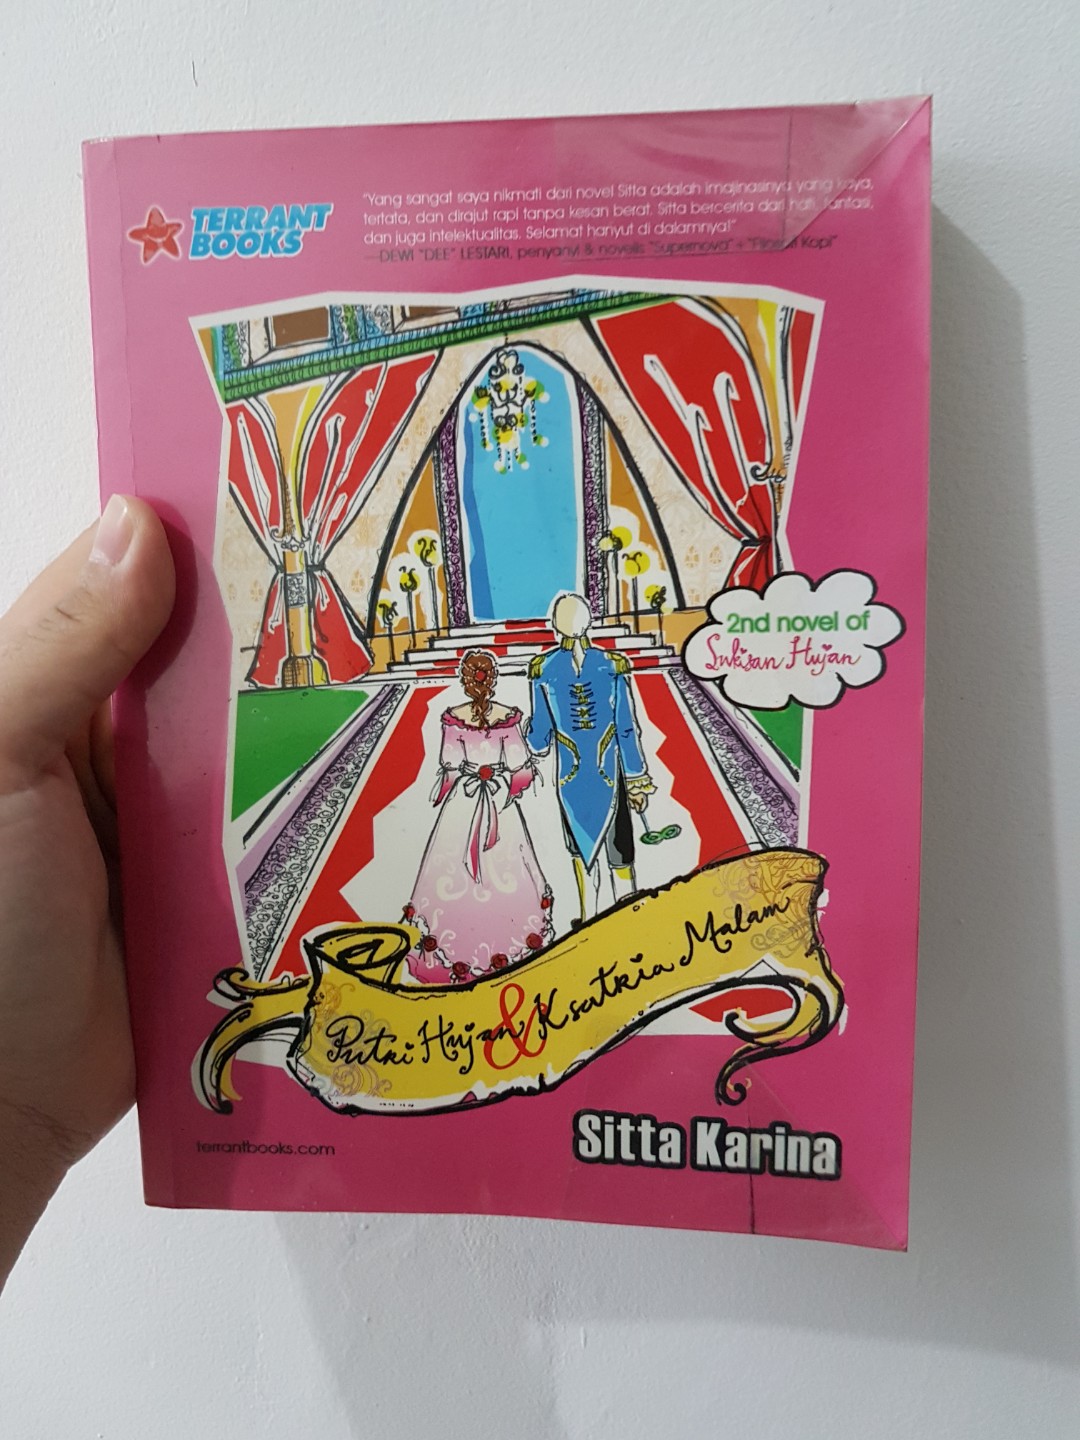 TERRANT
BOOKS
"Yang sangat saya nikmati dari novel Sitta adalah imajinasinya yang kaya,
tertata, dan dirajut rapi tanpa kesan berat. Sitta bercerita dari hati, fantasi,
dan juga intelektualitas. Selamat hanyut di dalamnya!"
—DEWI "DEE" LESTARI, penyanyi & novelis "Supernova" - "Filosofi Kopi"
2nd novel of
Lukisan Hujan
Putri Hujan & Ksatria Malam
Sitta Karina
terrantbooks.com